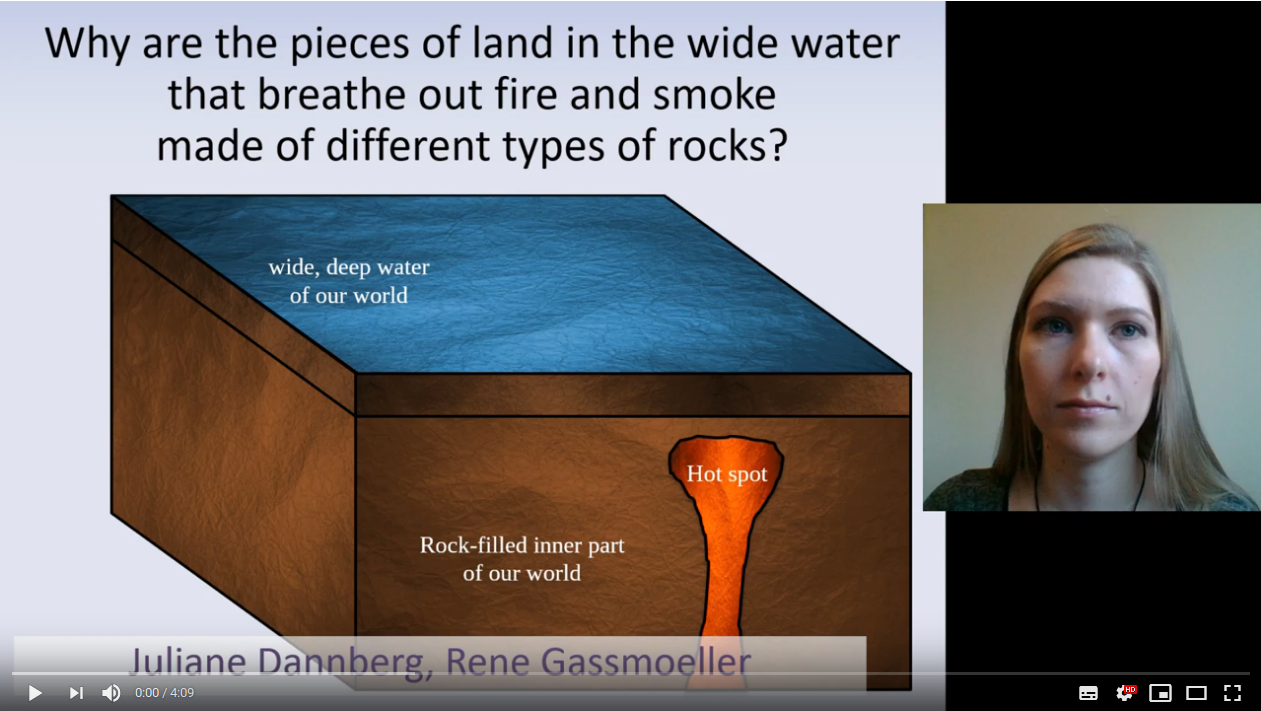 Why are the pieces of land in the wide water
that breathe out fire and smoke
made of different types of rocks?
wide, deep water
of our world
Hot spot
Rock-filled inner part
of our world
Juliane Dannberg, Rene Gassmoeller
0:00 / 4:09
HD